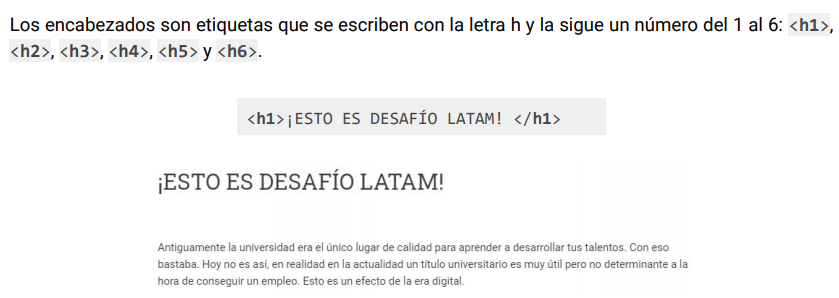 Los encabezados son etiquetas que se escriben con la letra h y la sigue un número del 1 al 6: <h1>,
<h2>, <h3>, <h4>, <h5> y <h6>.
<h1>¡ESTO ES DESAFÍO LATAM! </h1>
¡ESTO ES DESAFÍO LATAM!
Antiguamente la universidad era el único lugar de calidad para aprender a desarrollar tus talentos. Con eso
bastaba. Hoy no es así, en realidad en la actualidad un título universitario es muy útil pero no determinante a la
hora de conseguir un empleo. Esto es un efecto de la era digital.